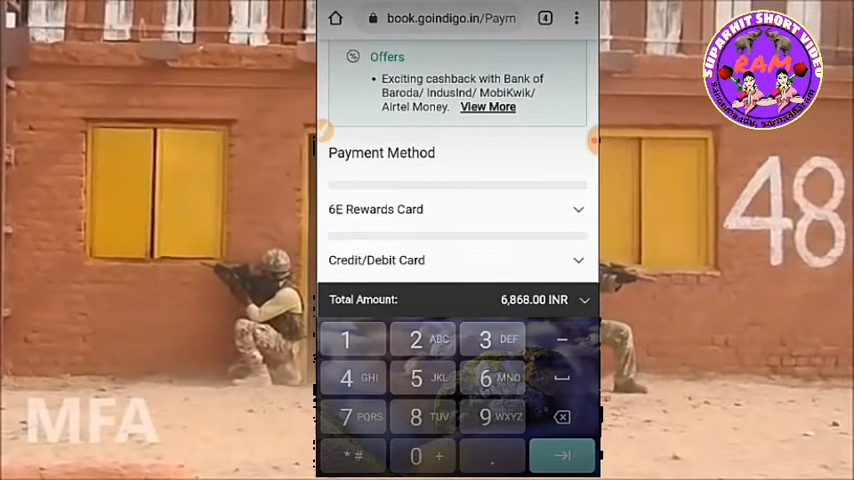 book.goindigo.in/Paym
4
Offers
Exciting cashback with Bank of
Baroda/ IndusInd/ MobiKwik/
Airtel Money. View More
Payment Method
6E Rewards Card
Credit/Debit Card
Total Amount: 6,868.00 INR
1 2 ABC 3 DEF –
4 GHI 5 JKL 6 MNO
7 PQRS 8 TUV 9 WXYZ
* # 0 + .
SUPARHIT SHORT VIDEO
RAM
48
MFA